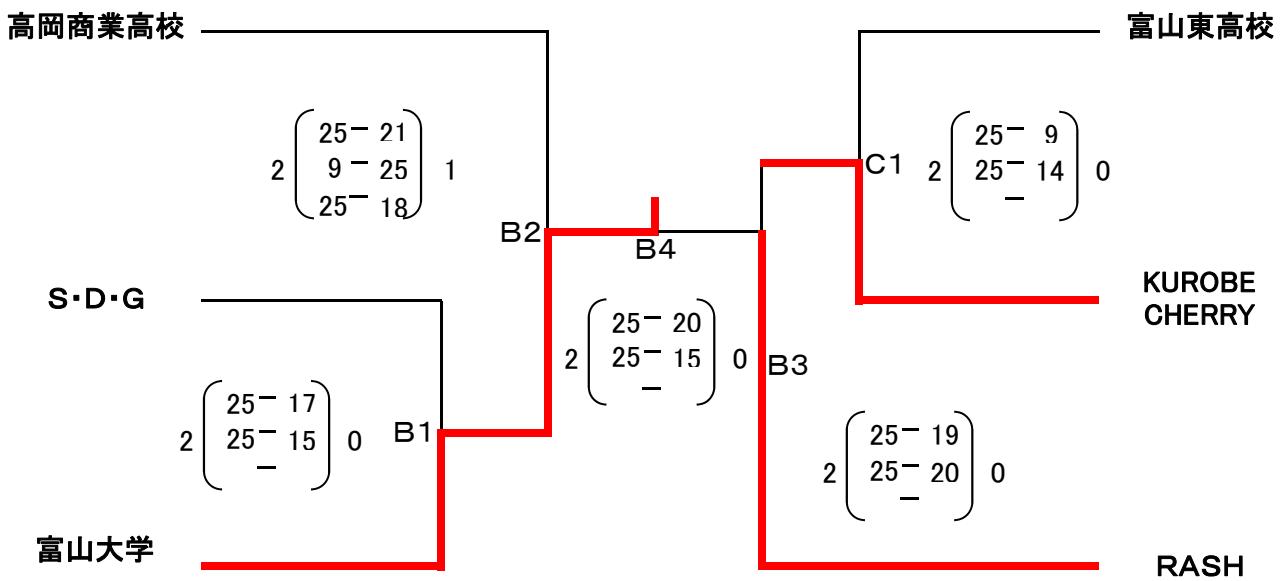 高岡商業高校
富山東高校
2 25 - 21 1
9 - 25
25 - 18
C1
2 25 - 9 0
25 - 14
-
B2
B4
S・D・G
KUROBE
CHERRY
2 25 - 20 0
25 - 15
-
B3
2 25 - 17 0
25 - 15
-
B1
2 25 - 19 0
25 - 20
-
富山大学
RASH